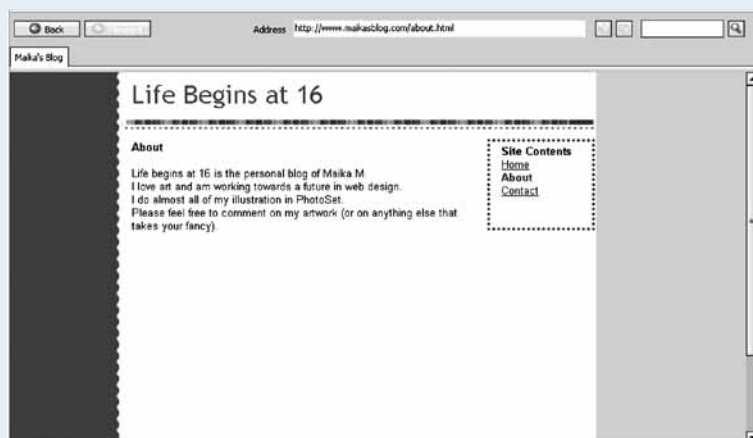 Back
Address http://www.maikasblog.com/about.html
Maika's Blog
Life Begins at 16
About
Life begins at 16 is the personal blog of Maika M
I love art and am working towards a future in web design.
I do almost all of my illustration in PhotoSet.
Please feel free to comment on my artwork (or on anything else that
takes your fancy).
Site Contents
Home
About
Contact